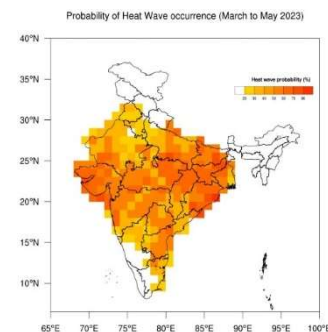 Probability of Heat Wave occurrence (March to May 2023)
40°N
35°N
Heat wave probability (%)
30°N
25°N
20°N
15°N
10°N
65°E 70°E 75°E 80°E 85°E 90°E 95°E 100°E